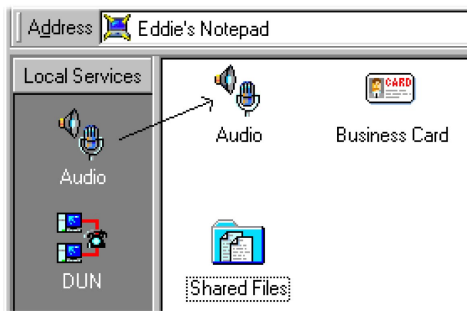 Address Eddie's Notepad
Local Services
Audio
DUN
Audio
Business Card
CARD
Shared Files